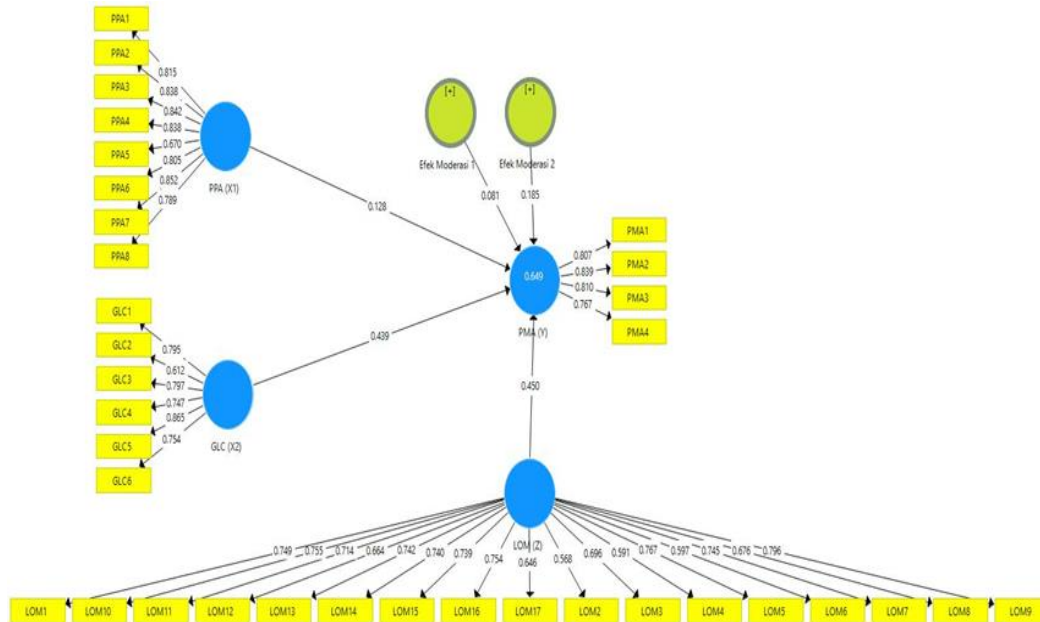 PPA1
PPA2
PPA3
PPA4
PPA5
PPA6
PPA7
PPA8
0.815
0.838
0.842
0.838
0.670
0.805
0.852
0.789
PPA (X1)
[+]
[+]
Efek Moderasi 1
Efek Moderasi 2
0.081
0.185
0.128
0.649
PMA (Y)
0.807
0.839
0.810
0.767
PMA1
PMA2
PMA3
PMA4
GLC1
GLC2
GLC3
GLC4
GLC5
GLC6
0.795
0.612
0.797
0.747
0.865
0.754
GLC (X2)
0.439
0.450
LOM (Z)
0.749 0.755 0.714 0.664 0.742 0.740 0.739 0.754 0.646 0.568 0.696 0.591 0.767 0.597 0.745 0.676 0.796
LOM1 LOM10 LOM11 LOM12 LOM13 LOM14 LOM15 LOM16 LOM17 LOM2 LOM3 LOM4 LOM5 LOM6 LOM7 LOM8 LOM9